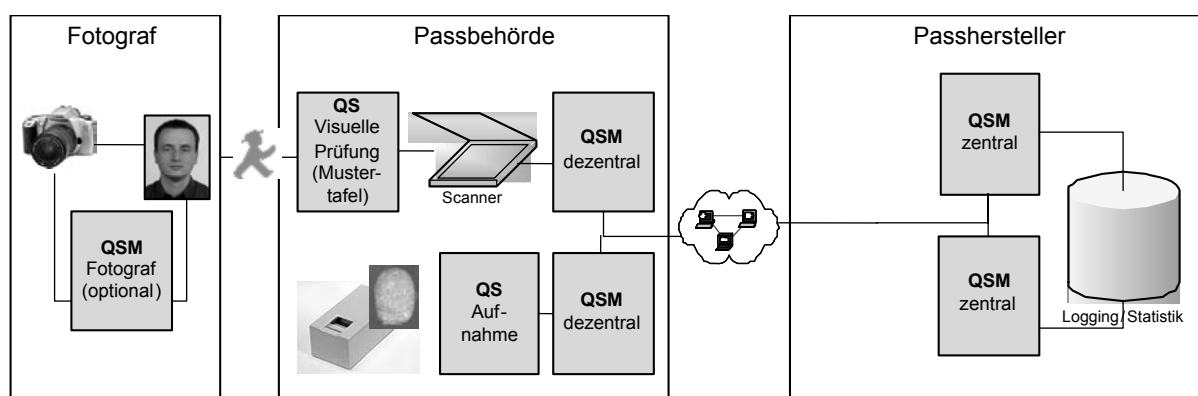 Fotograf
QSM
Fotograf
(optional)
Passbehörde
QS
Visuelle
Prüfung
(Muster-
tafel)
Scanner
QSM
dezentral
QS
Auf-
nahme
QSM
dezentral
Passhersteller
QSM
zentral
QSM
zentral
Logging/Statistik